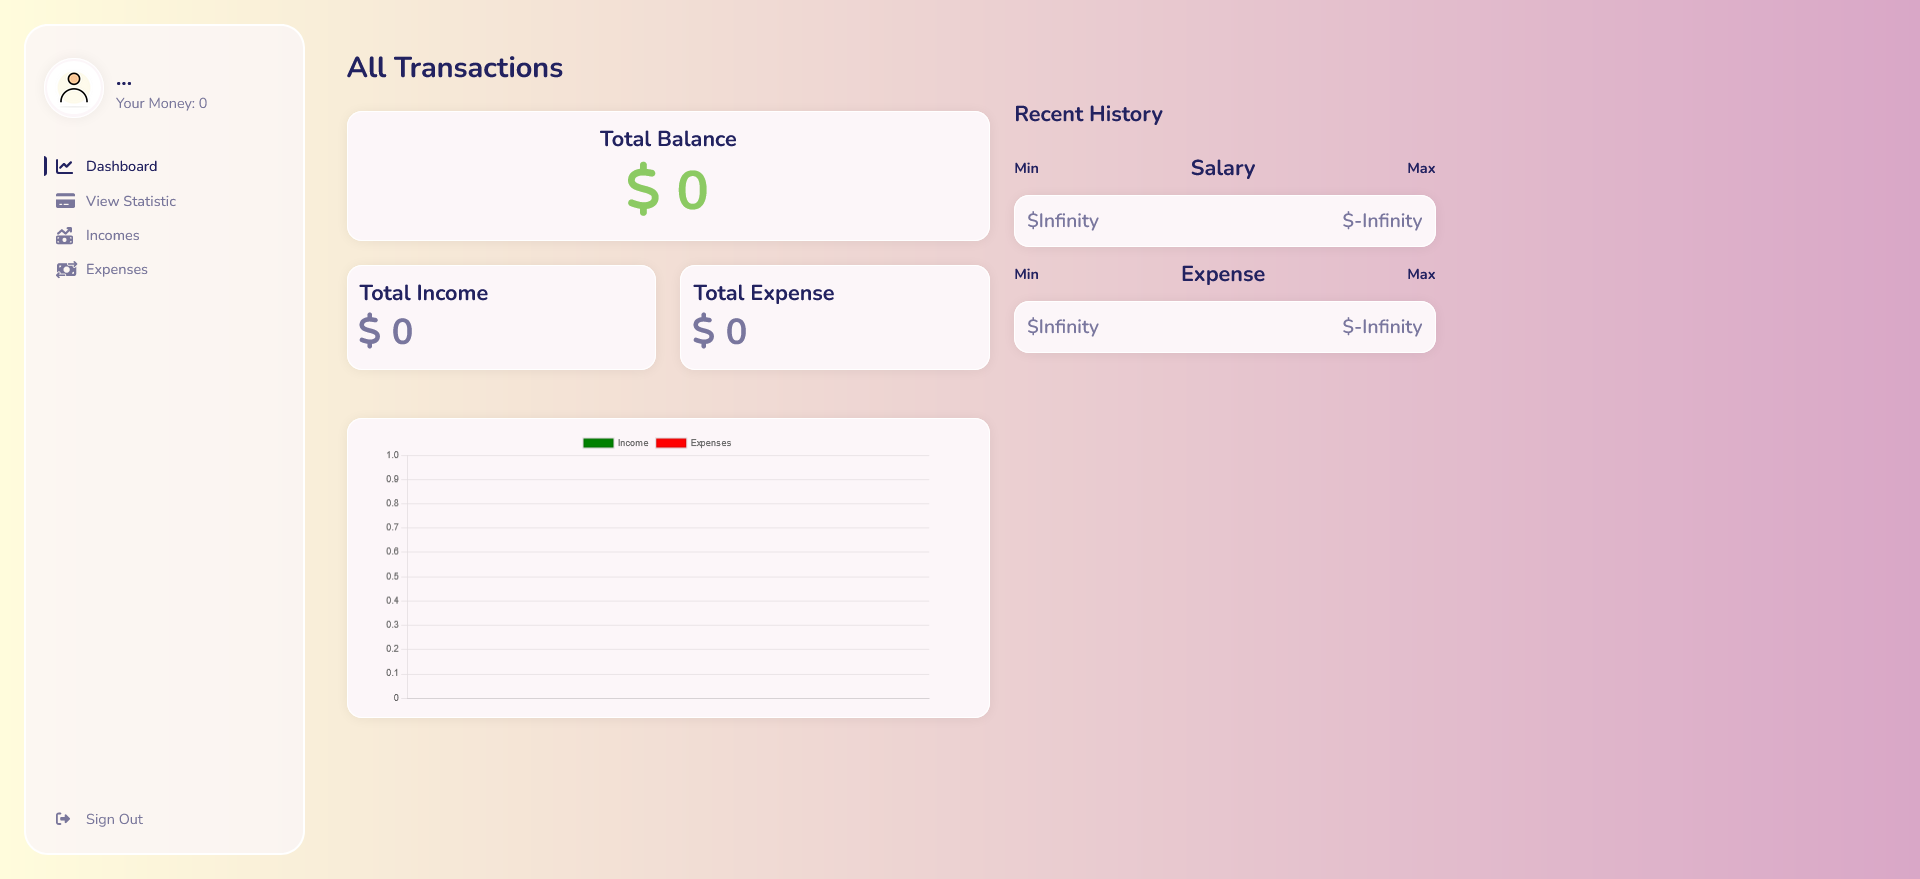 ...
Your Money: 0
Dashboard
View Statistic
Incomes
Expenses
Sign Out
All Transactions
Total Balance
$ 0
Total Income
$ 0
Total Expense
$ 0
Income Expenses
1.0
0.9
0.8
0.7
0.6
0.5
0.4
0.3
0.2
0.1
0
Recent History
Min Salary Max
$Infinity $-Infinity
Min Expense Max
$Infinity $-Infinity